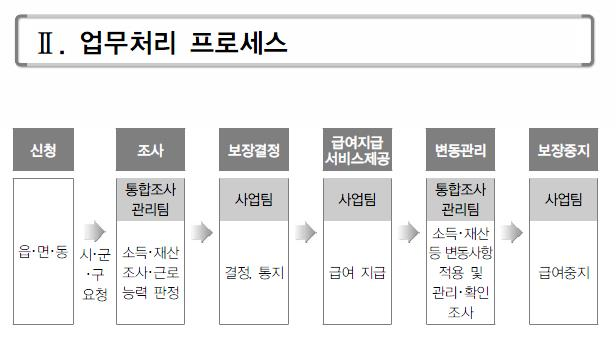 Ⅱ. 업무처리 프로세스
신청
읍·면·동
시·군
·구
요청
조사
통합조사
관리팀
소득·재산
조사·근로
능력 판정
보장결정
사업팀
결정, 통지
급여지급
서비스제공
사업팀
급여 지급
변동관리
통합조사
관리팀
소득·재산
등 변동사항
적용 및
관리·확인
조사
보장중지
사업팀
급여중지